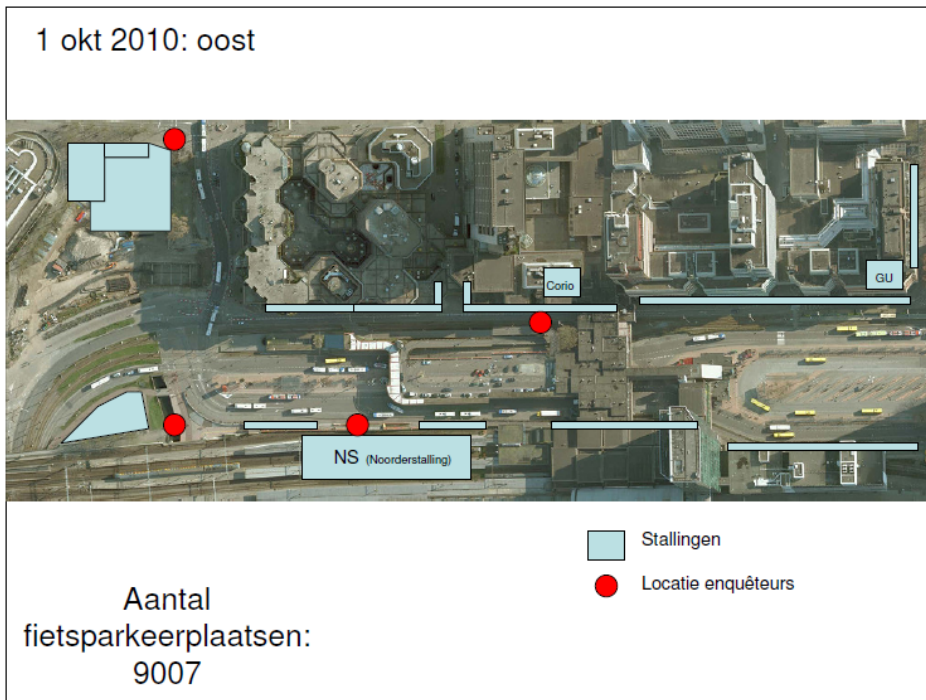 1 okt 2010: oost
Corio
GU
NS (Noorderstalling)
Stallingen
Locatie enquêteurs
Aantal
fietsparkeerplaatsen:
9007